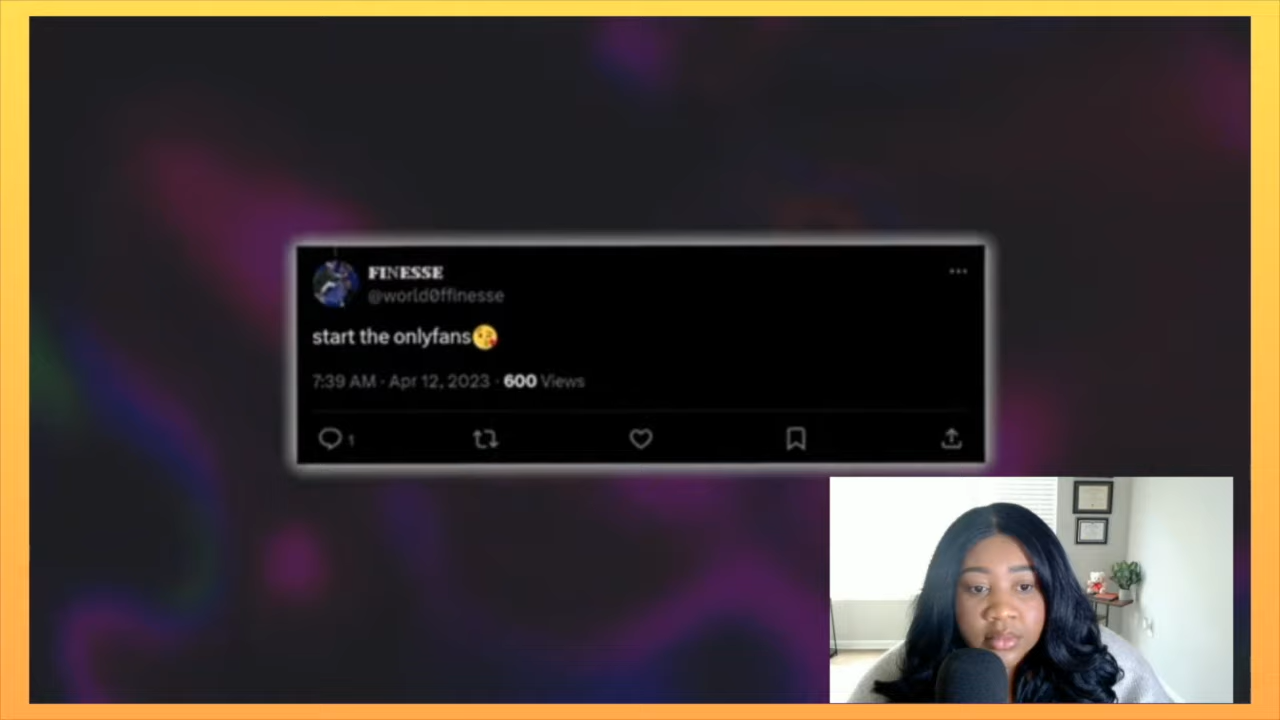 FINESSE
@world0ffinesse
start the onlyfans😘
7:39 AM · Apr 12, 2023 · 600 Views
1